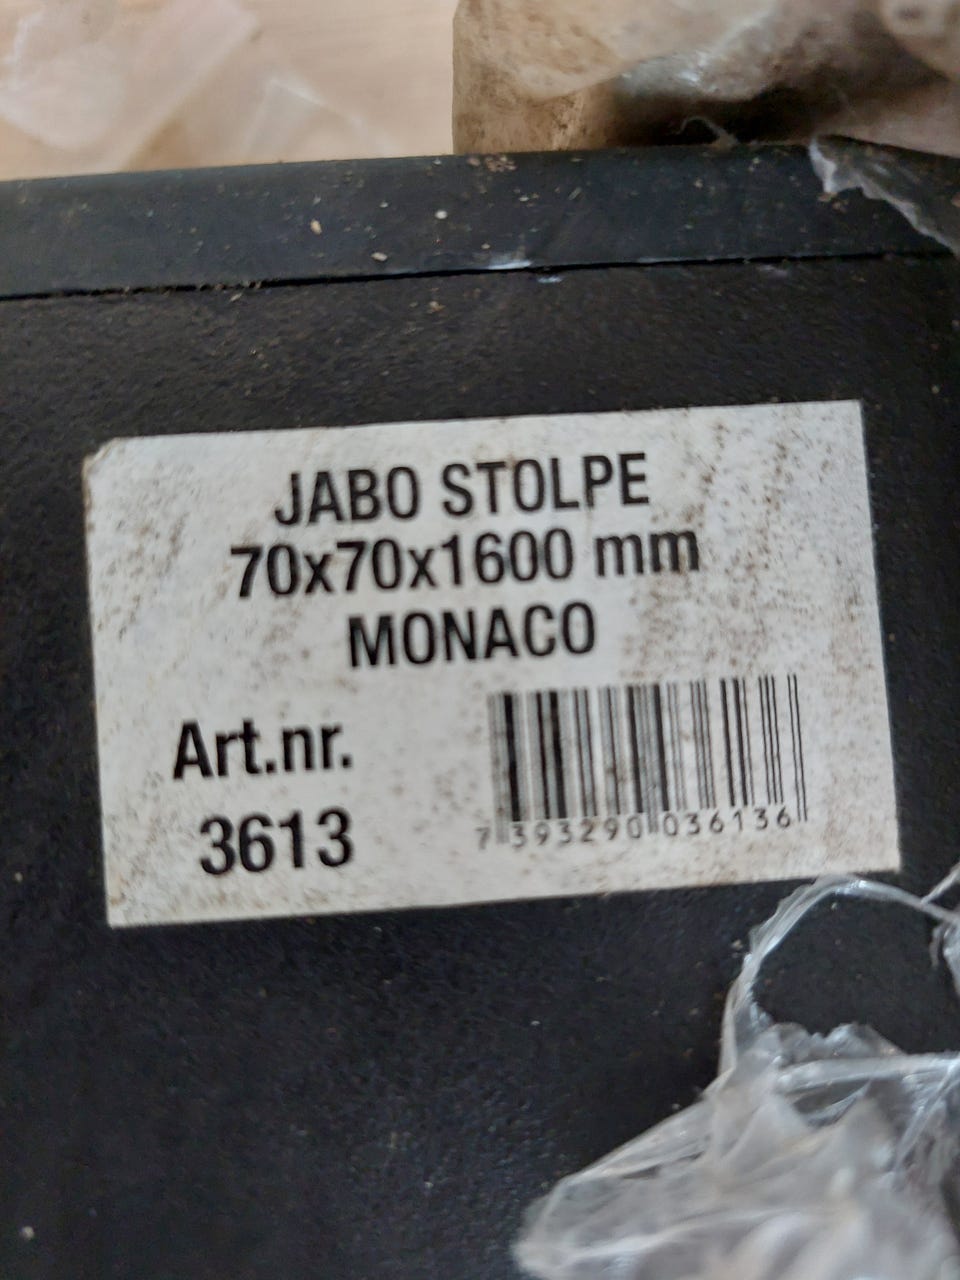 JABO STOLPE
70x70x1600 mm
MONACO
Art.nr.
3613
7 393290 036136